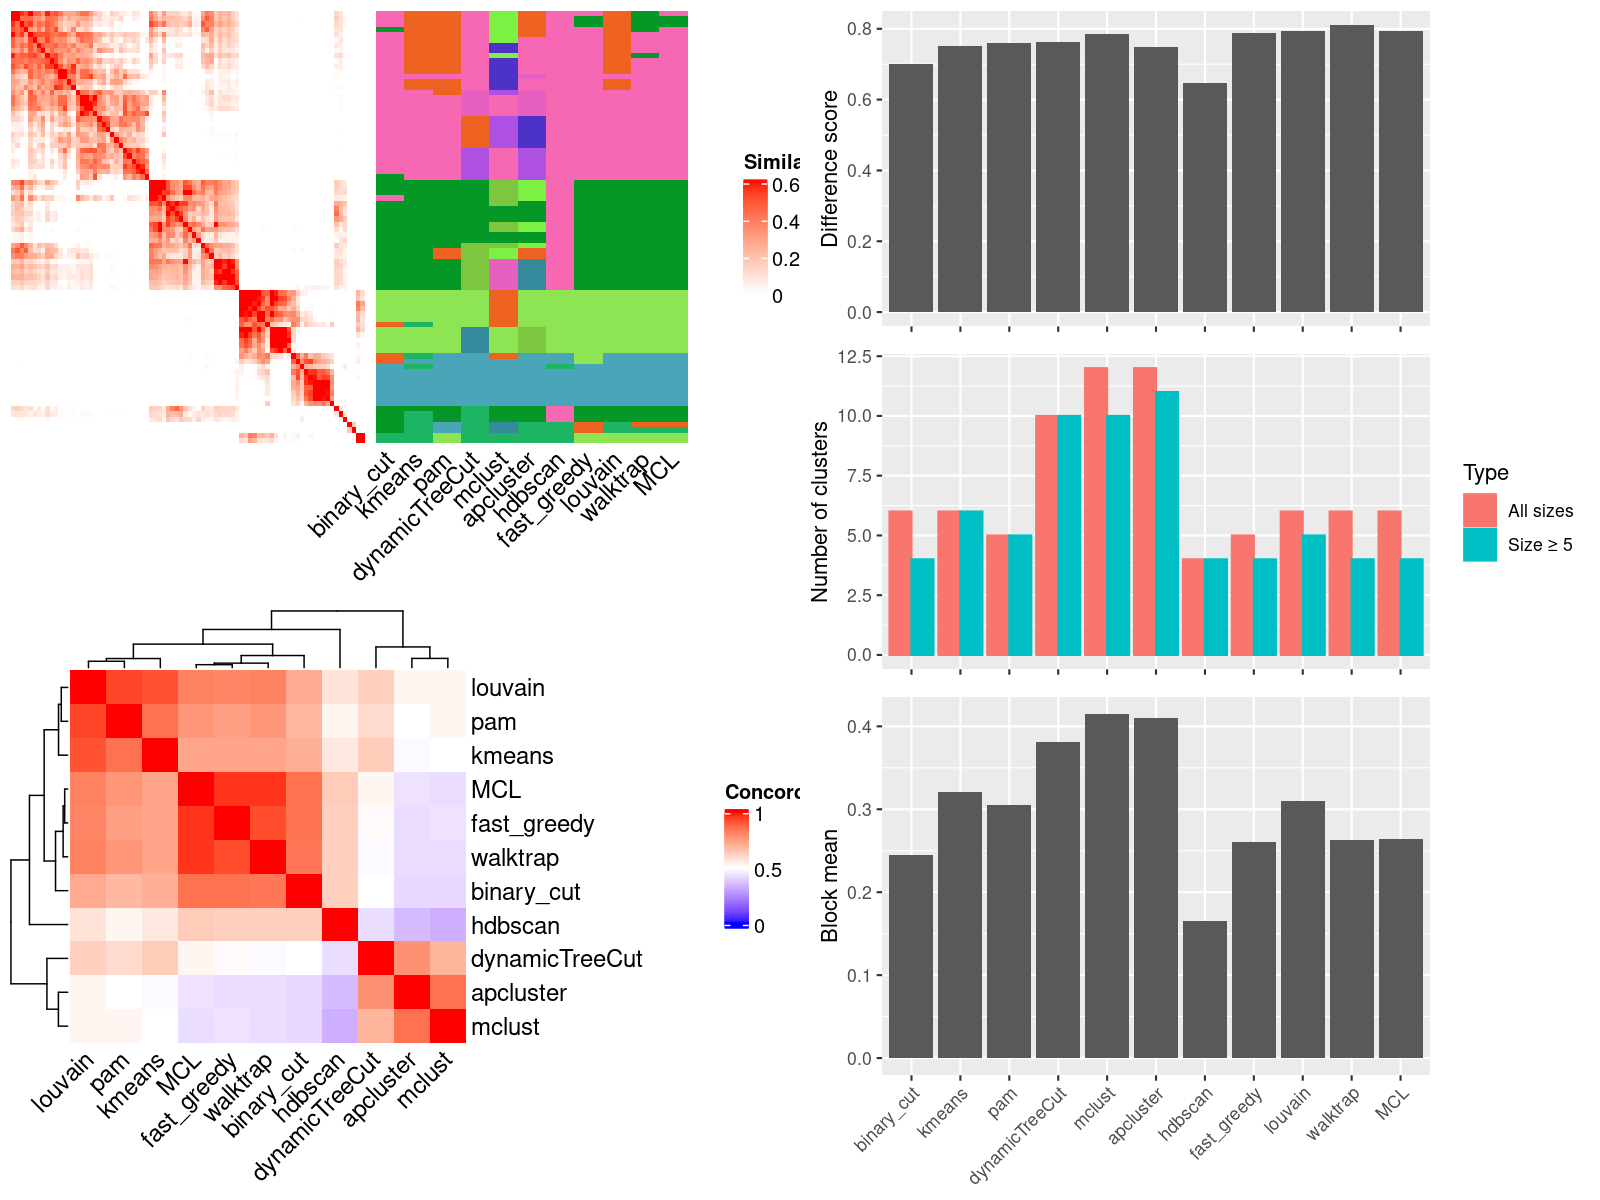 Simila
0.6
0.4
0.2
0
binary_cut
kmeans
pam
dynamicTreeCut
mclust
apcluster
hdbscan
fast_greedy
louvain
walktrap
MCL
louvain
pam
kmeans
MCL
fast_greedy
walktrap
binary_cut
hdbscan
dynamicTreeCut
apcluster
mclust
louvain
pam
kmeans
MCL
fast_greedy
walktrap
binary_cut
hdbscan
dynamicTreeCut
apcluster
mclust
Concord
1
0.5
0
Difference score
0.8
0.6
0.4
0.2
0.0
Number of clusters
12.5
10.0
7.5
5.0
2.5
0.0
Type
All sizes
Size ≥ 5
Block mean
0.4
0.3
0.2
0.1
0.0
binary_cut
kmeans
pam
dynamicTreeCut
mclust
apcluster
hdbscan
fast_greedy
louvain
walktrap
MCL